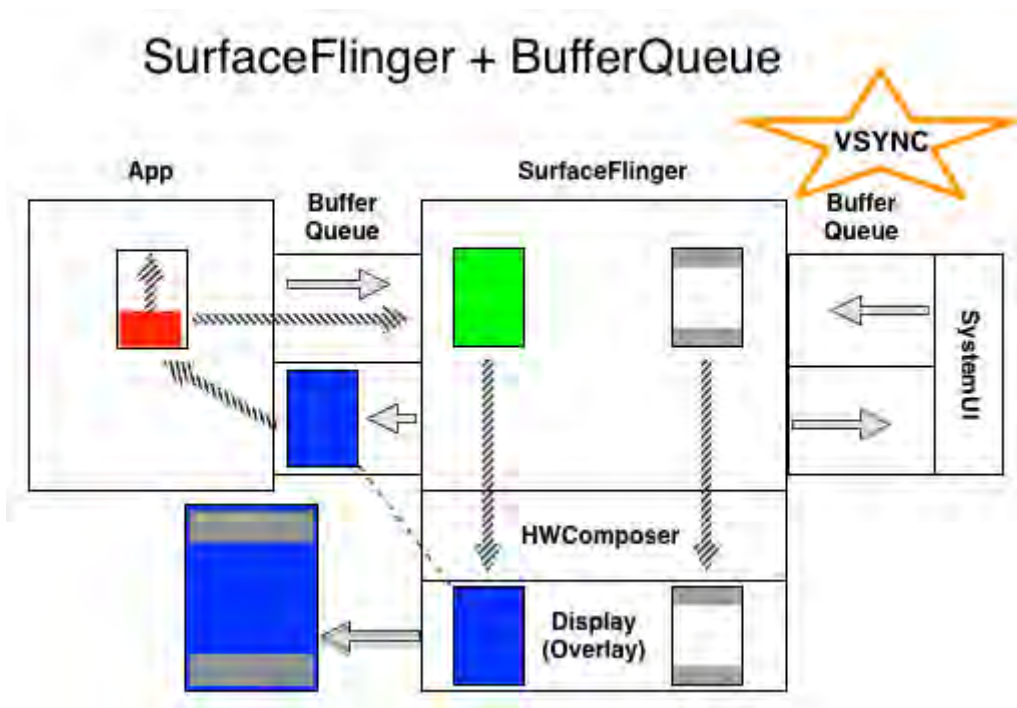 SurfaceFlinger + BufferQueue
VSYNC
App
SurfaceFlinger
Buffer
Queue
Buffer
Queue
SystemUI
HWComposer
Display
(Overlay)